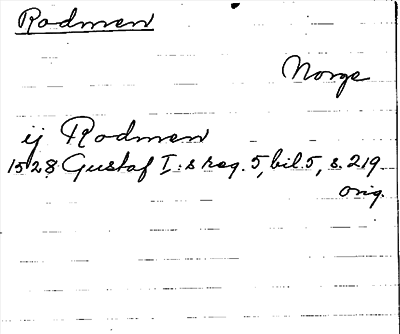 Rodmen
Norge
ij Rodmen
1528 Gustaf I:s reg. 5, bil. 5, s. 219
orig.